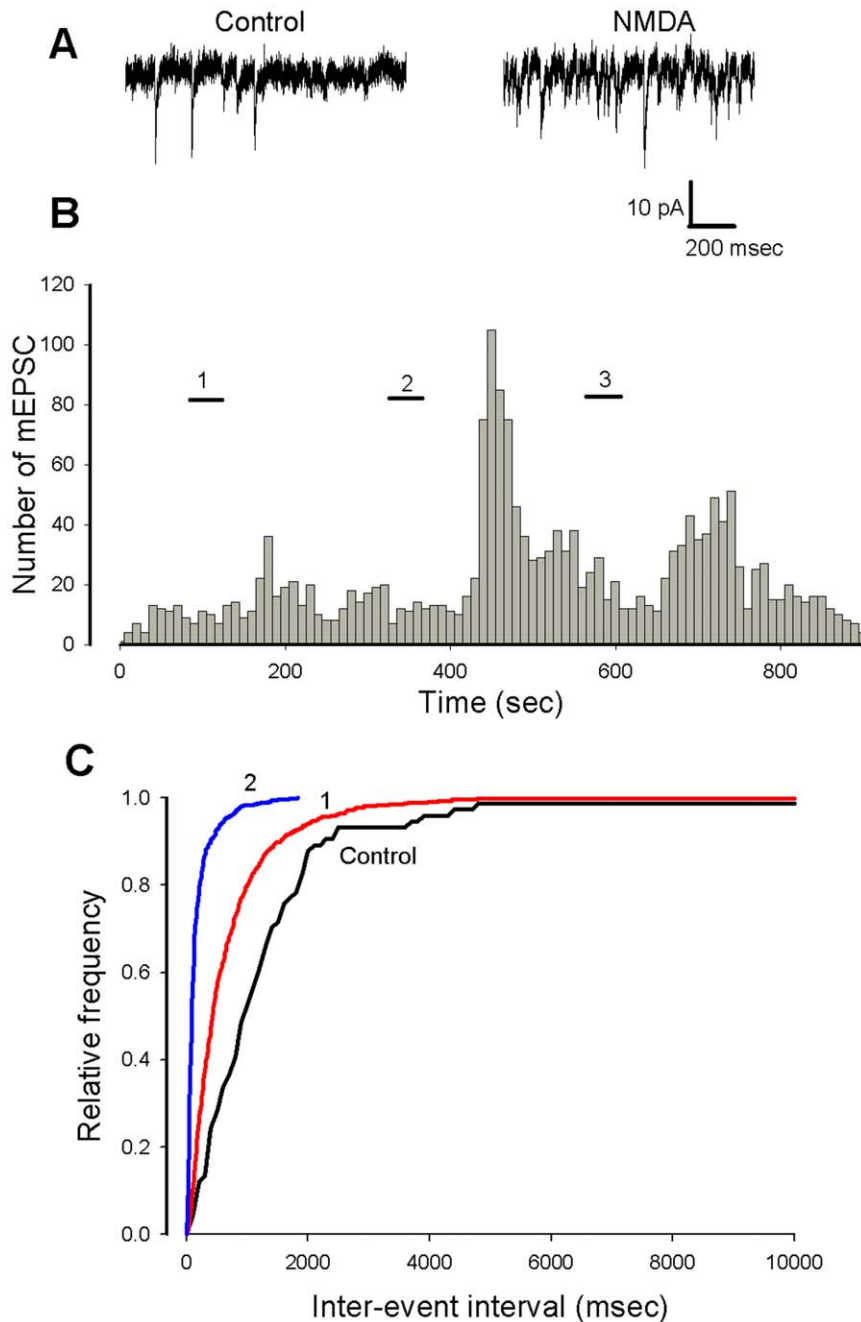 A
Control
NMDA
10 pA
200 msec
B
120
100
80
60
40
20
0
Number of mEPSC
1
2
3
0
200
400
600
800
Time (sec)
C
2
1
Control
1.0
0.8
0.6
0.4
0.2
0.0
Relative frequency
0
2000
4000
6000
8000
10000
Inter-event interval (msec)